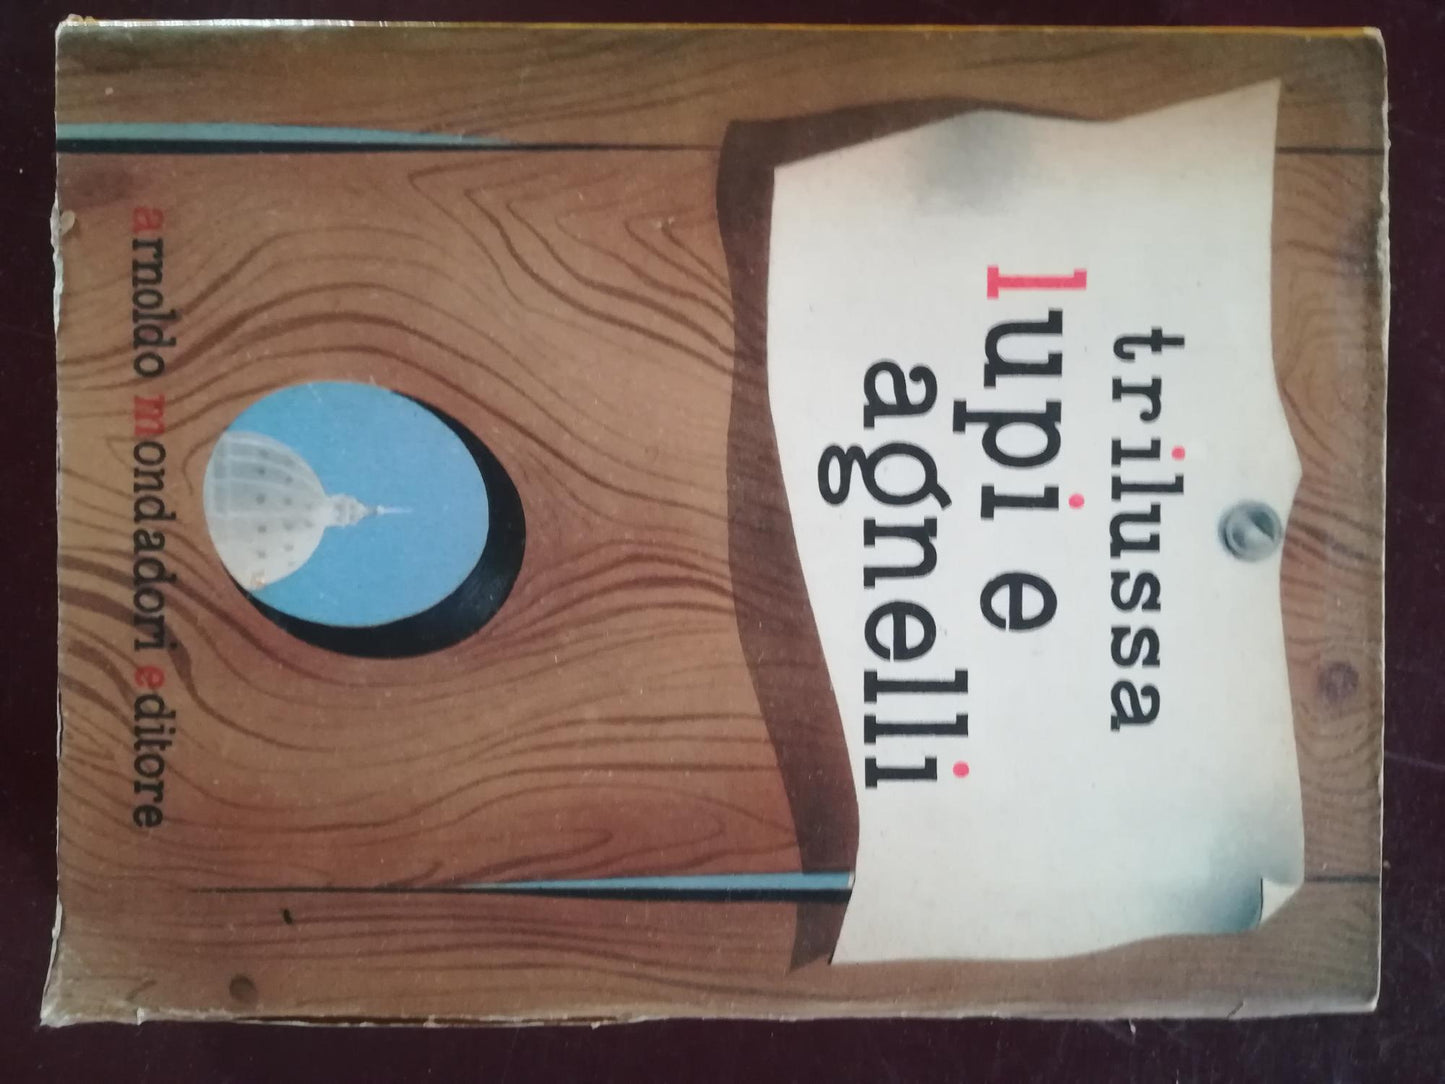 trilussa
lupi e
agnelli
arnoldo mondadori editore